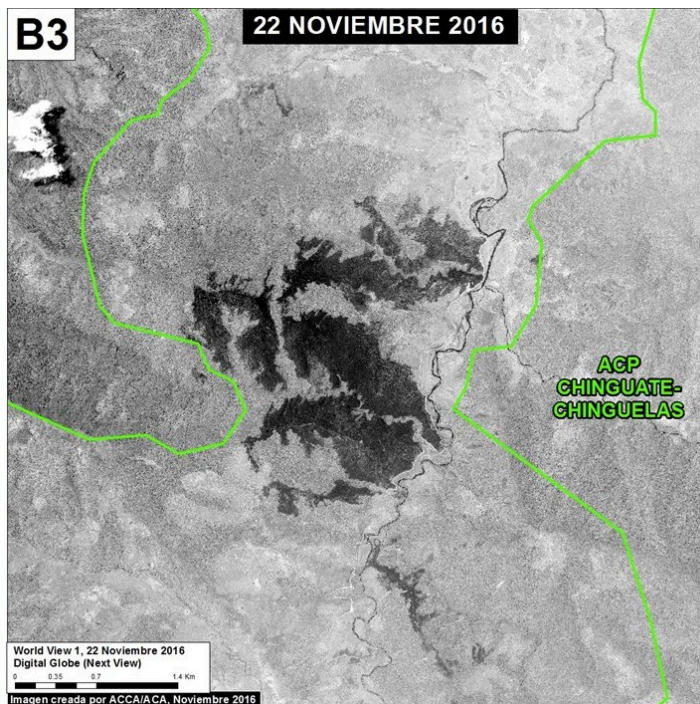 B3
22 NOVIEMBRE 2016
ACP
CHINGUATE-
CHINGUELAS
World View 1, 22 Noviembre 2016
Digital Globe (Next View)
0 0.35 0.7 1.4 Km
Imagen creada por ACCA/ACA, Noviembre 2016